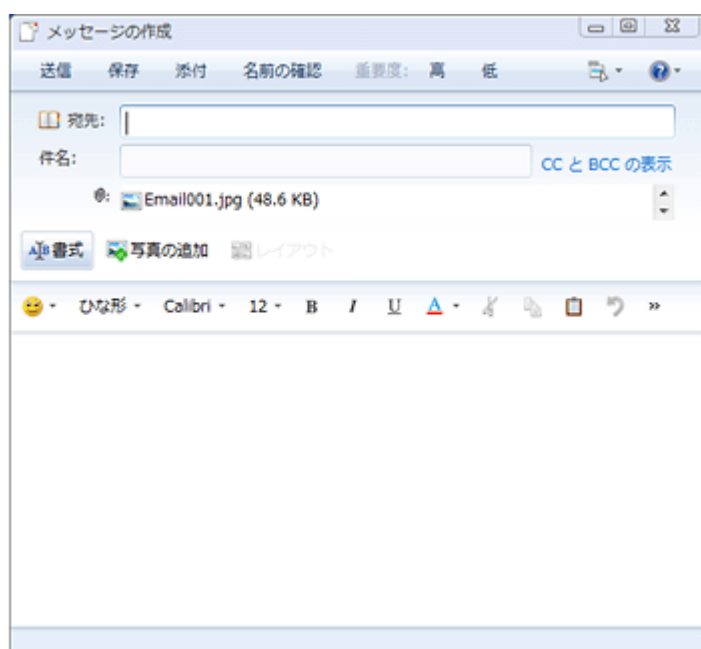 メッセージの作成
送信 保存 添付 名前の確認 重要度: 高 低
宛先:
件名: CC と BCC の表示
Email001.jpg (48.6 KB)
書式 写真の追加 レイアウト
ひな形 Calibri 12 B I U A »